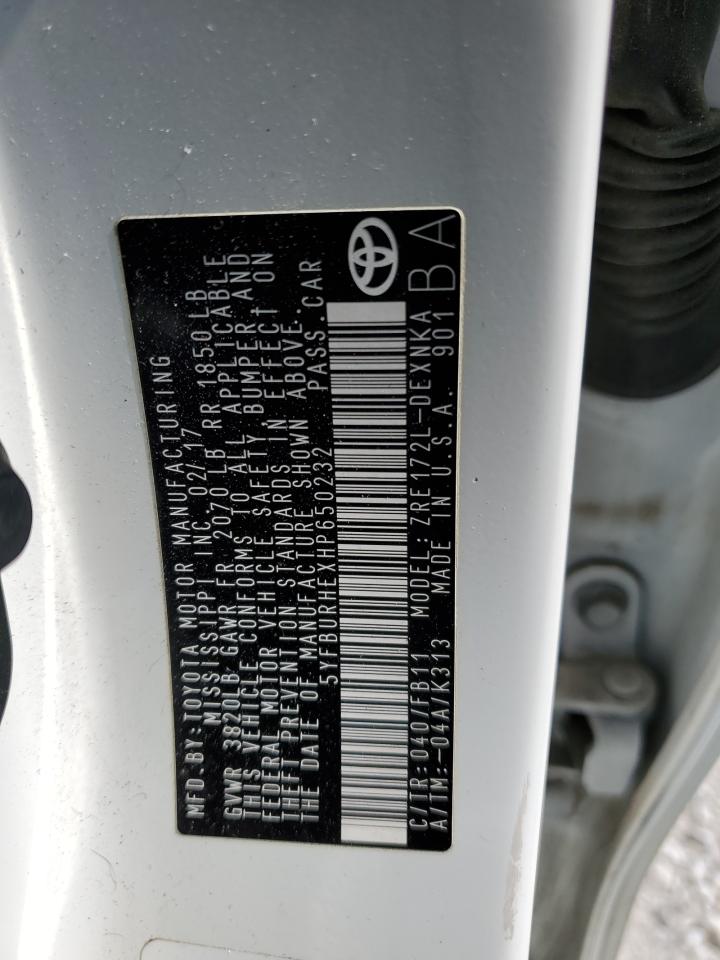 MFD.BY:TOYOTA MOTOR MANUFACTURING
MISSISSIPPI INC.02/17
GVWR 3820LB GAWR FR 2070 LB RR 1850 LB
THIS VEHICLE CONFORMS TO ALL APPLICABLE
FEDERAL MOTOR VEHICLE SAFETY BUMPER AND
THEFT PREVENTION STANDARDS IN EFFECT ON
THE DATE OF MANUFACTURE SHOWN ABOVE.
5YFBURHEXHP650232 PASS.CAR
C/TR:040/FB11 MODEL:ZRE172L-DEXNKA
A/TM:-04A/K313 MADE IN U.S.A. 901
BA